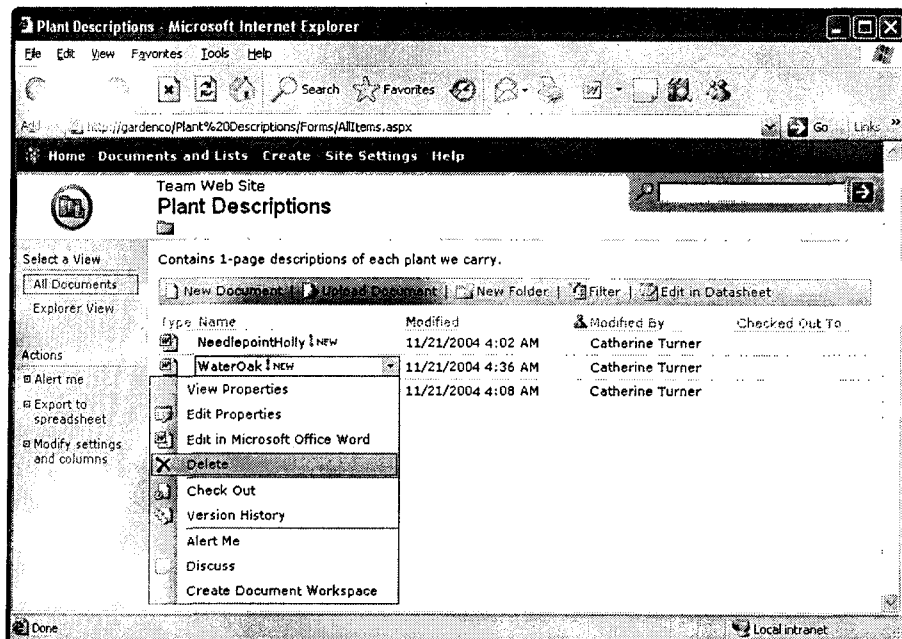 Plant Descriptions - Microsoft Internet Explorer
File Edit View Favorites Tools Help
Search Favorites
http://gardenco/Plant%20Descriptions/Forms/AllItems.aspx Go Links »
Home Documents and Lists Create Site Settings Help
Team Web Site
Plant Descriptions
Select a View
All Documents
Explorer View
Actions
Alert me
Export to
spreadsheet
Modify settings
and columns
Contains 1-page descriptions of each plant we carry.
New Document | Upload Document | New Folder | Filter | Edit in Datasheet
Type Name Modified Modified By Checked Out To
NeedlepointHolly ! NEW 11/21/2004 4:02 AM Catherine Turner
WaterOak ! NEW 11/21/2004 4:36 AM Catherine Turner
11/21/2004 4:08 AM Catherine Turner
View Properties
Edit Properties
Edit in Microsoft Office Word
Delete
Check Out
Version History
Alert Me
Discuss
Create Document Workspace
Done Local intranet